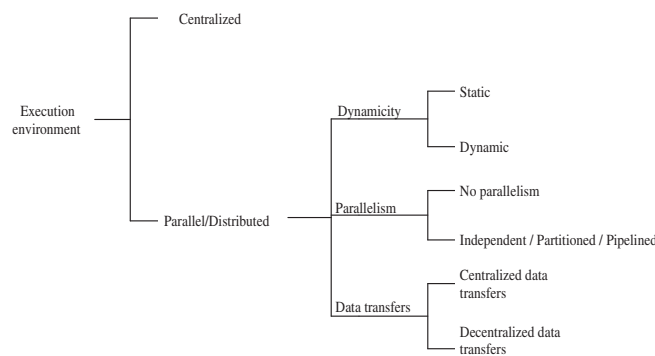 Centralized
Execution
environment
Parallel/Distributed
Dynamicity
Static
Dynamic
Parallelism
No parallelism
Independent / Partitioned / Pipelined
Data transfers
Centralized data
transfers
Decentralized data
transfers